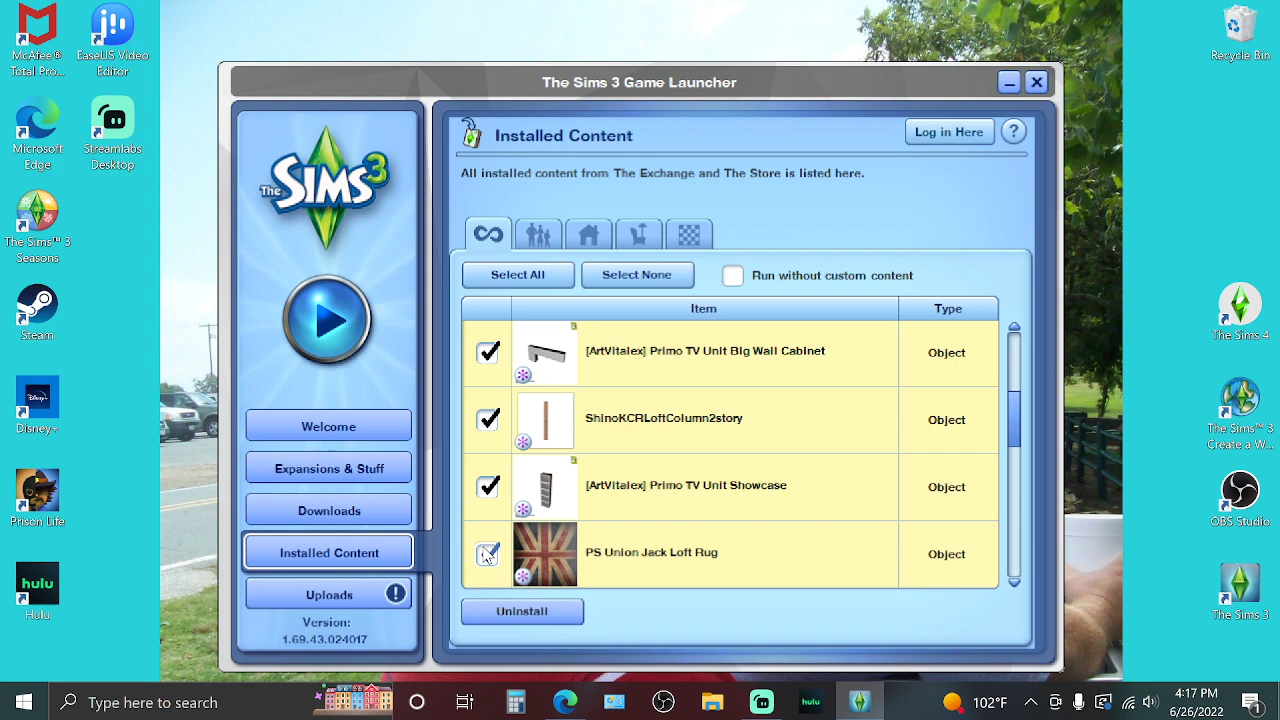 McAfee®
Total Pro...
EaseUS Video
Editor
Recycle Bin
Microsoft
Edge
Streamlabs
Desktop
The Sims™ 3
Seasons
Steam
Disney+
Prison Life
hulu
Hulu
The Sims 4
The Sims™ 3
Create a W...
OBS Studio
The Sims 3
The Sims 3 Game Launcher
THE SIMS 3
Welcome
Expansions & Stuff
Downloads
Installed Content
Uploads
Version:
1.69.43.024017
Installed Content
Log in Here
?
All installed content from The Exchange and The Store is listed here.
Select All
Select None
Run without custom content
Item
Type
[ArtVitalex] Primo TV Unit Big Wall Cabinet
Object
ShinoKCRLoftColumn2story
Object
[ArtVitalex] Primo TV Unit Showcase
Object
PS Union Jack Loft Rug
Object
Uninstall
Type here to search
hulu
102°F
4:17 PM
6/26/2022